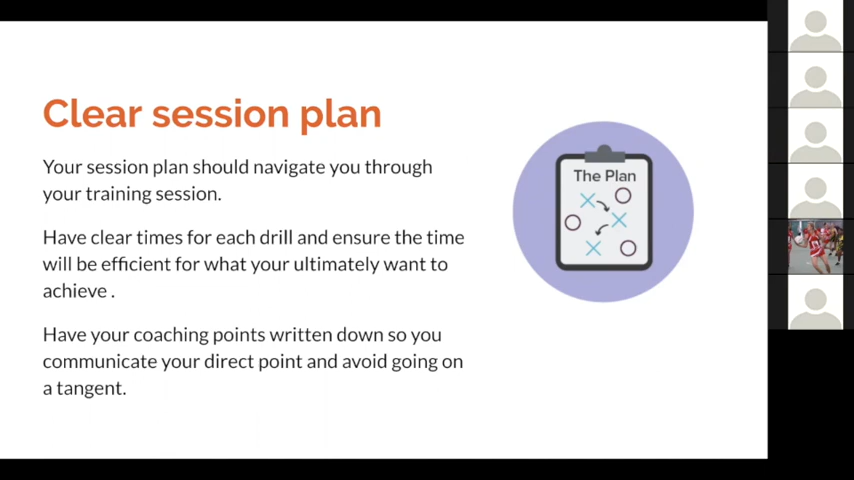 Clear session plan
Your session plan should navigate you through
your training session.
Have clear times for each drill and ensure the time
will be efficient for what your ultimately want to
achieve .
Have your coaching points written down so you
communicate your direct point and avoid going on
a tangent.
The Plan